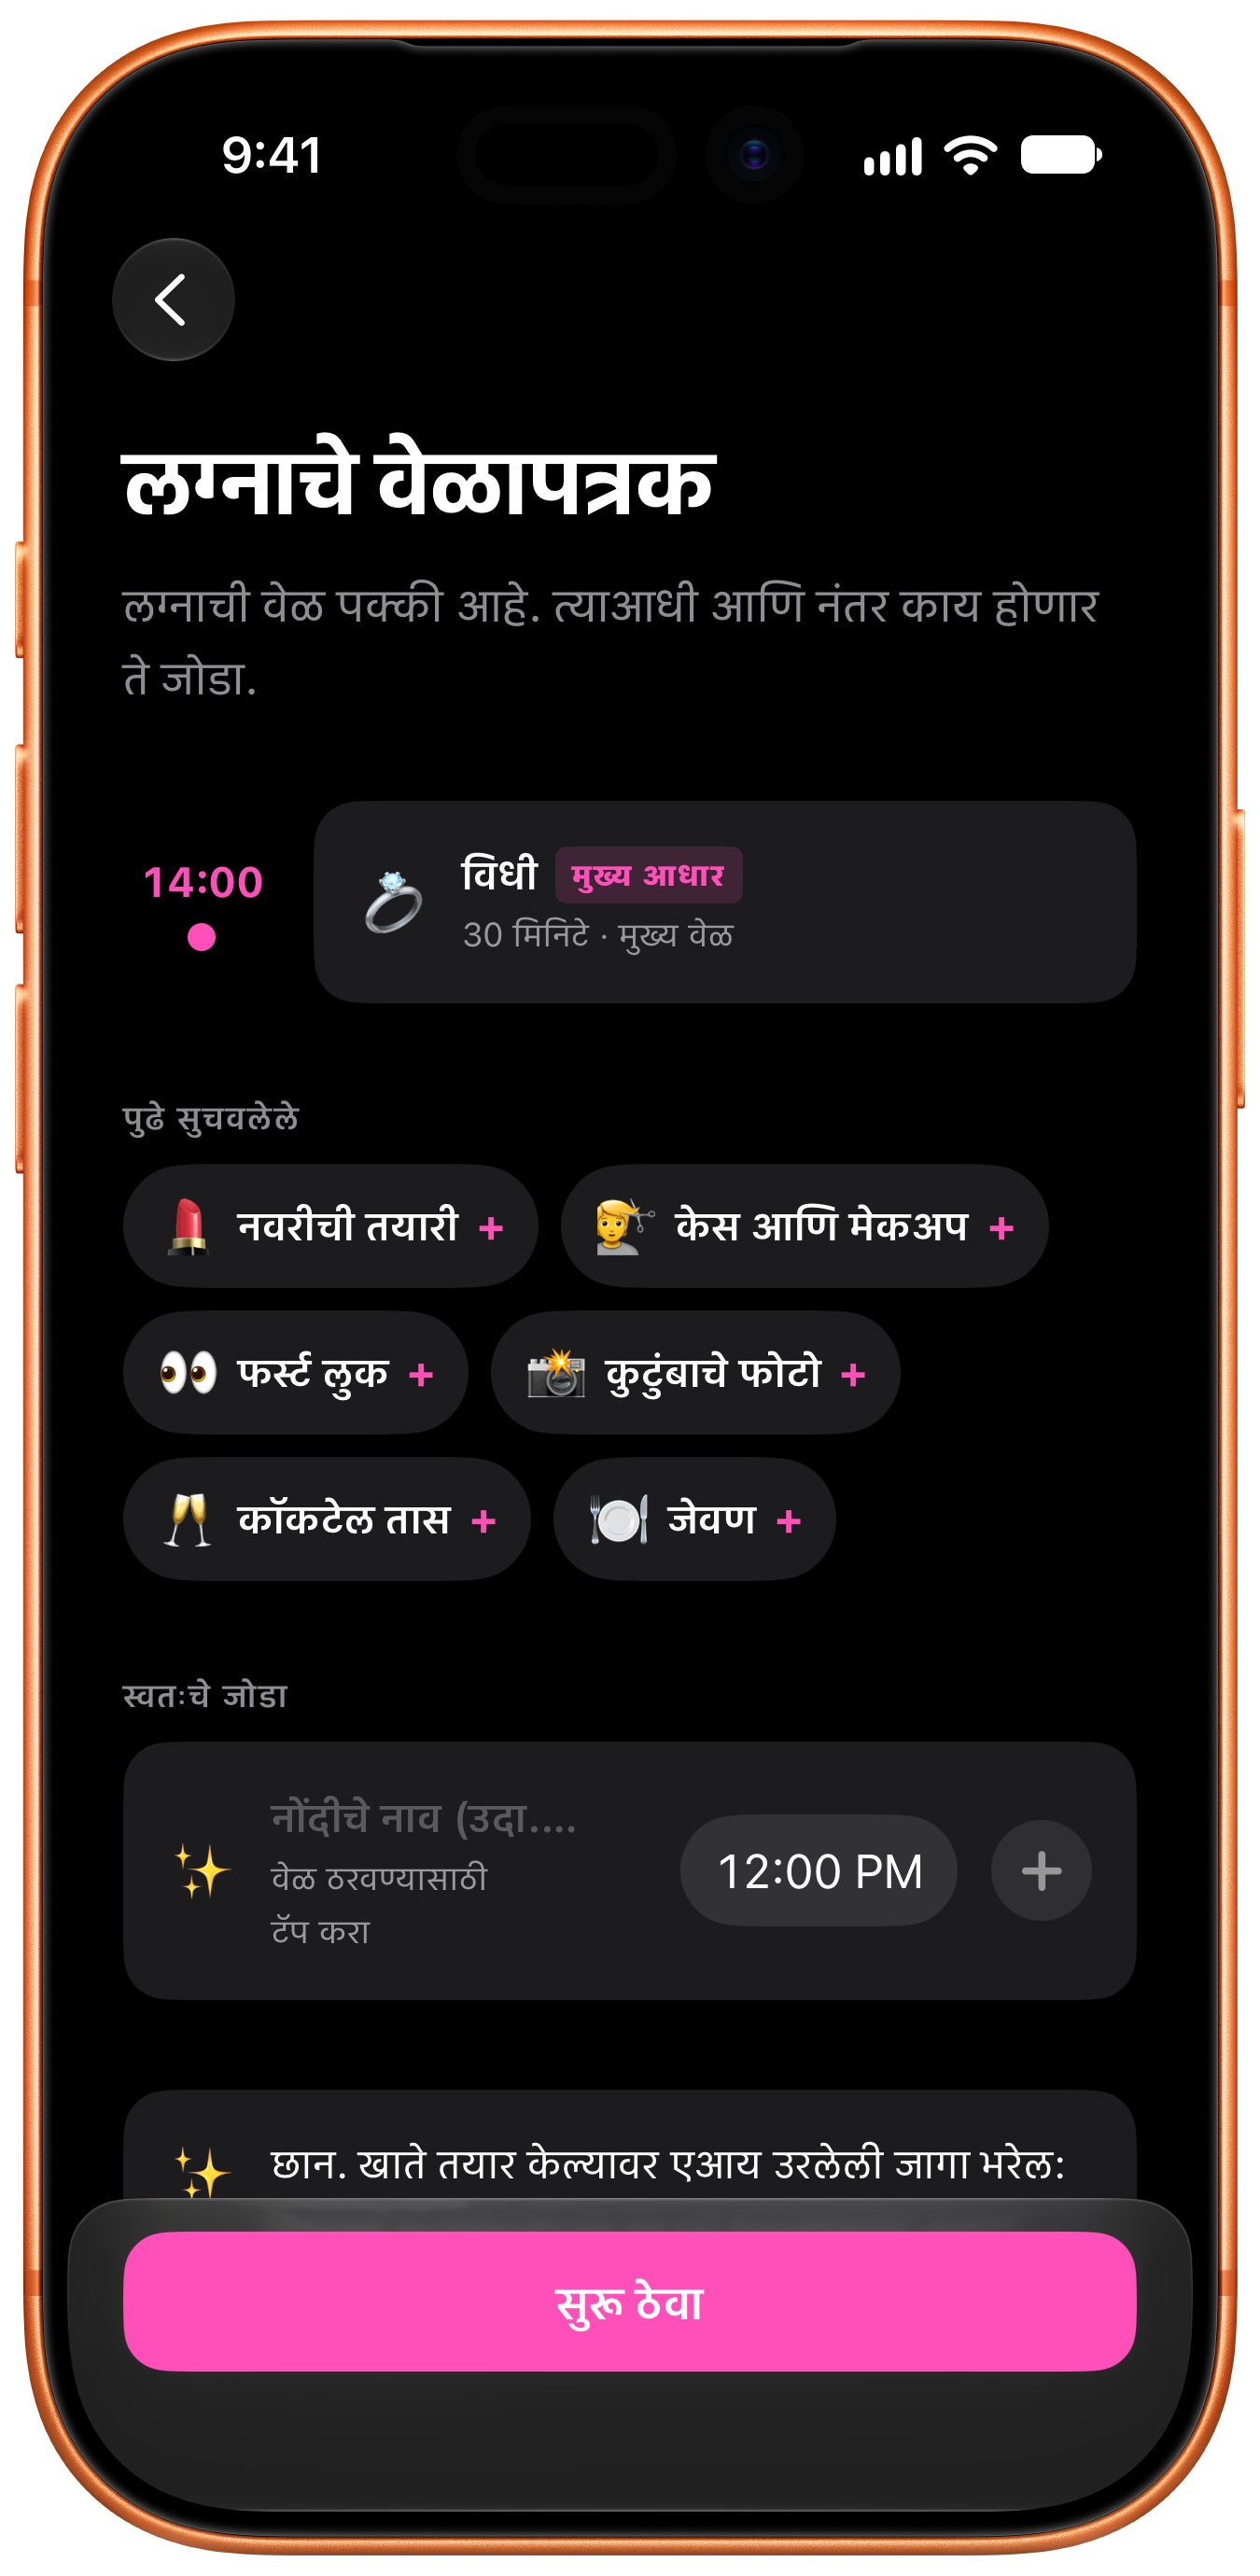 9:41
लग्नाचे वेळापत्रक
लग्नाची वेळ पक्की आहे. त्याआधी आणि नंतर काय होणार
ते जोडा.
14:00
विधी मुख्य आधार
30 मिनिटे · मुख्य वेळ
पुढे सुचवलेले
नवरीची तयारी +
केस आणि मेकअप +
फर्स्ट लुक +
कुटुंबाचे फोटो +
कॉकटेल तास +
जेवण +
स्वतःचे जोडा
नोंदीचे नाव (उदा....
वेळ ठरवण्यासाठी
टॅप करा
12:00 PM
छान. खाते तयार केल्यावर एआय उरलेली जागा भरेल:
सुरू ठेवा